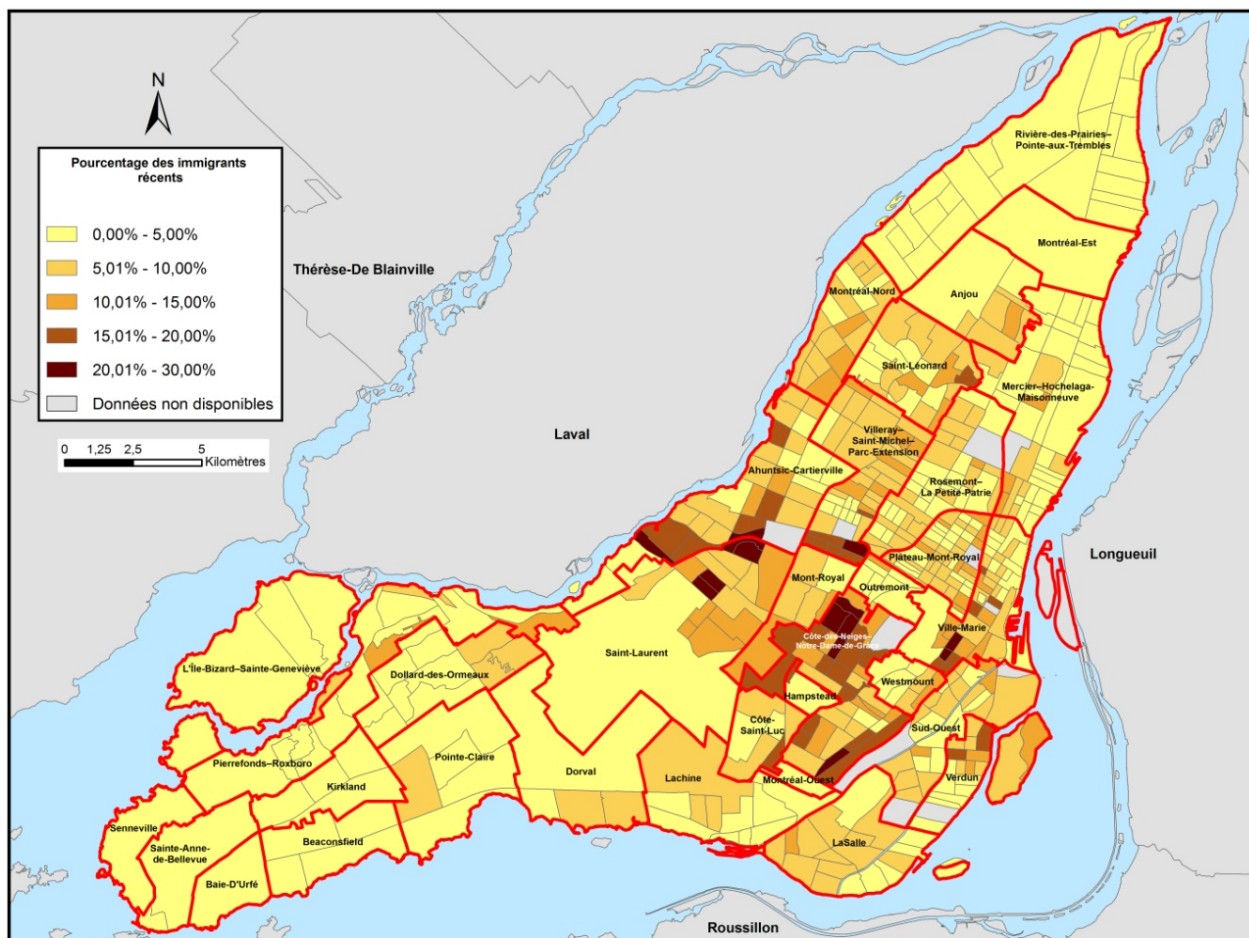 N
Pourcentage des immigrants
récents
0,00% - 5,00%
5,01% - 10,00%
10,01% - 15,00%
15,01% - 20,00%
20,01% - 30,00%
Données non disponibles
0 1,25 2,5 5
Kilomètres
Thérèse-De Blainville
Laval
Longueuil
Roussillon
Rivière-des-Prairies–
Pointe-aux-Trembles
Montréal-Est
Anjou
Montréal-Nord
Saint-Léonard
Mercier–Hochelaga-
Maisonneuve
Villeray–
Saint-Michel–
Parc-Extension
Ahuntsic-Cartierville
Rosemont–
La Petite-Patrie
Plateau-Mont-Royal
Mont-Royal
Outremont
Ville-Marie
Côte-des-Neiges–
Notre-Dame-de-Grâce
Saint-Laurent
Westmount
Hampstead
Côte-
Saint-Luc
Sud-Ouest
Montréal-Ouest
Verdun
LaSalle
Lachine
Dorval
Pointe-Claire
L'Île-Bizard–Sainte-Geneviève
Dollard-des-Ormeaux
Pierrefonds–Roxboro
Kirkland
Beaconsfield
Senneville
Sainte-Anne-
de-Bellevue
Baie-D'Urfé